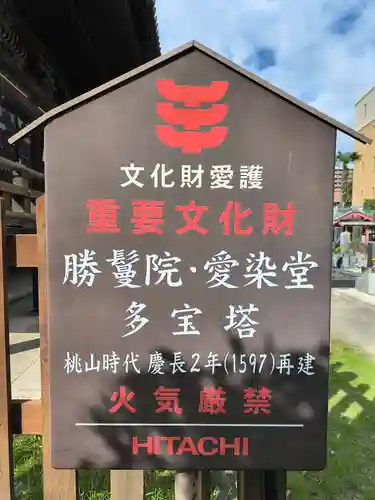 文化財愛護
重要文化財
勝鬘院・愛染堂
多宝塔
桃山時代 慶長2年(1597)再建
火気厳禁
HITACHI